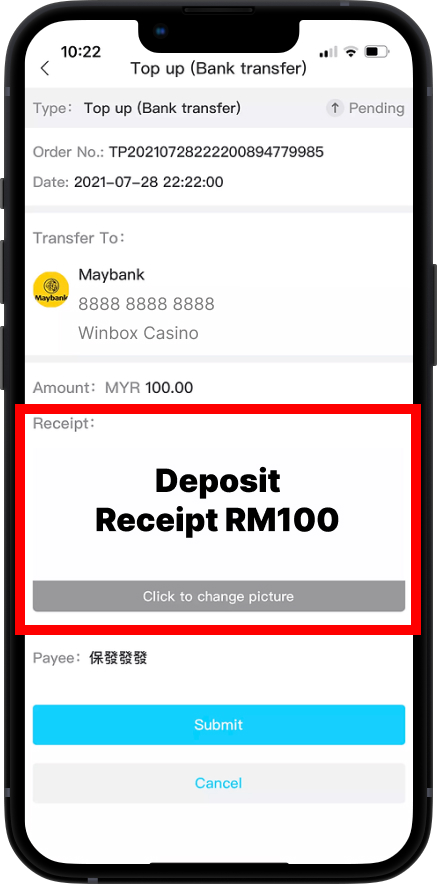 10:22
Top up (Bank transfer)
Type: Top up (Bank transfer) Pending
Order No.: TP20210728222200894779985
Date: 2021-07-28 22:22:00
Transfer To:
Maybank
Maybank
8888 8888 8888
Winbox Casino
Amount: MYR 100.00
Receipt:
Deposit
Receipt RM100
Click to change picture
Payee: 保發發發
Submit
Cancel